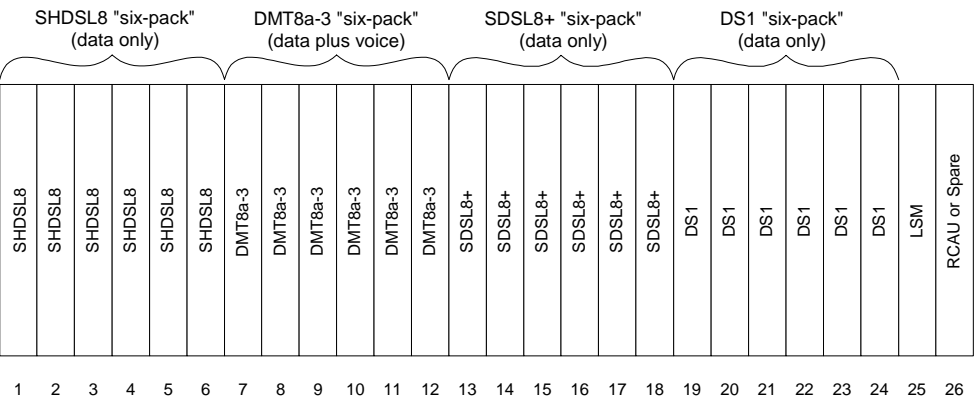 SHDSL8 "six-pack"
(data only)
DMT8a-3 "six-pack"
(data plus voice)
SDSL8+ "six-pack"
(data only)
DS1 "six-pack"
(data only)
SHDSL8
SHDSL8
SHDSL8
SHDSL8
SHDSL8
SHDSL8
DMT8a-3
DMT8a-3
DMT8a-3
DMT8a-3
DMT8a-3
DMT8a-3
SDSL8+
SDSL8+
SDSL8+
SDSL8+
SDSL8+
SDSL8+
DS1
DS1
DS1
DS1
DS1
DS1
LSM
RCAU or Spare
1 2 3 4 5 6 7 8 9 10 11 12 13 14 15 16 17 18 19 20 21 22 23 24 25 26